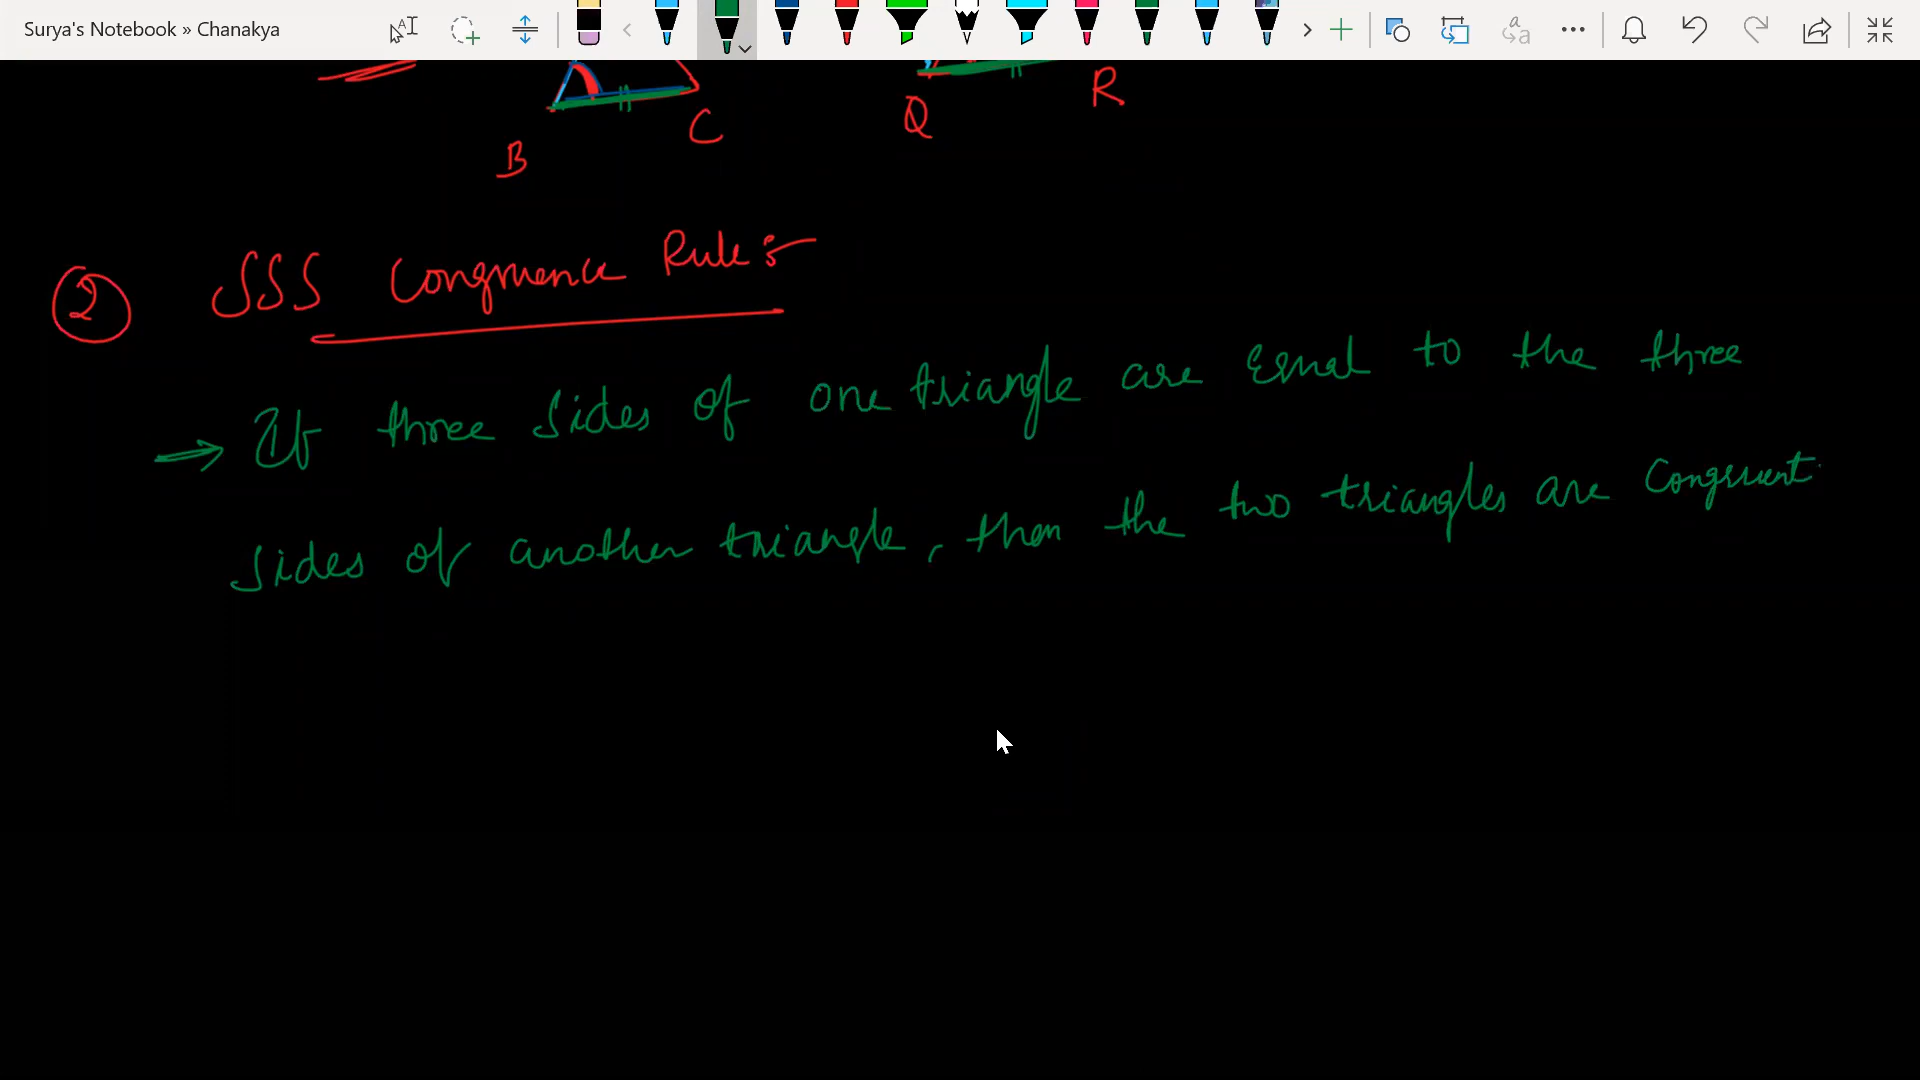 Surya's Notebook » Chanakya
R
Q
C
B
2 SSS Congruence Rule:-
⇒ If three sides of one triangle are Equal to the three
sides of another triangle, then the two triangles are Congruent.